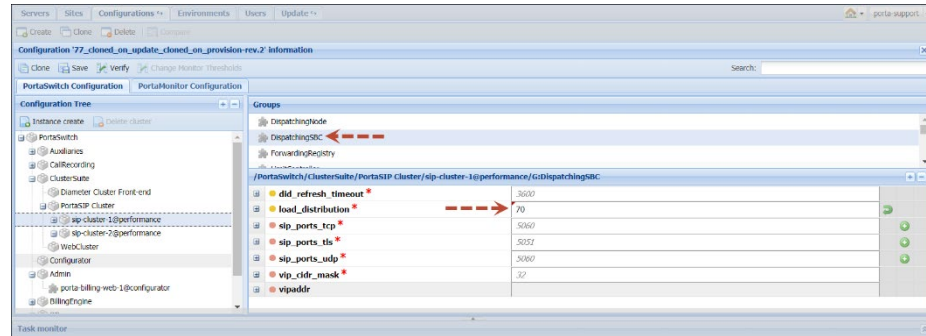 Servers Sites Configurations Environments Users Update porta-support
Create Clone Delete Compare
Configuration '77_cloned_on_update_cloned_on_provision-rev.2' information
Clone Save Verify Change Monitor Thresholds Search:
PortaSwitch Configuration PortaMonitor Configuration
Configuration Tree
Instance create Delete cluster
PortaSwitch
Auxiliaries
CallRecording
ClusterSuite
Diameter Cluster Front-end
PortaSIP Cluster
sip-cluster-1@performance
sip-cluster-2@performance
WebCluster
Configurator
Admin
porta-billing-web-1@configurator
BillingEngine
Groups
DispatchingNode
DispatchingSBC
ForwardingRegistry
LimitController
/PortaSwitch/ClusterSuite/PortaSIP Cluster/sip-cluster-1@performance/G:DispatchingSBC
did_refresh_timeout * 3600
load_distribution * 70
sip_ports_tcp * 5060
sip_ports_tls * 5051
sip_ports_udp * 5060
vip_cidr_mask * 32
vipaddr
Task monitor